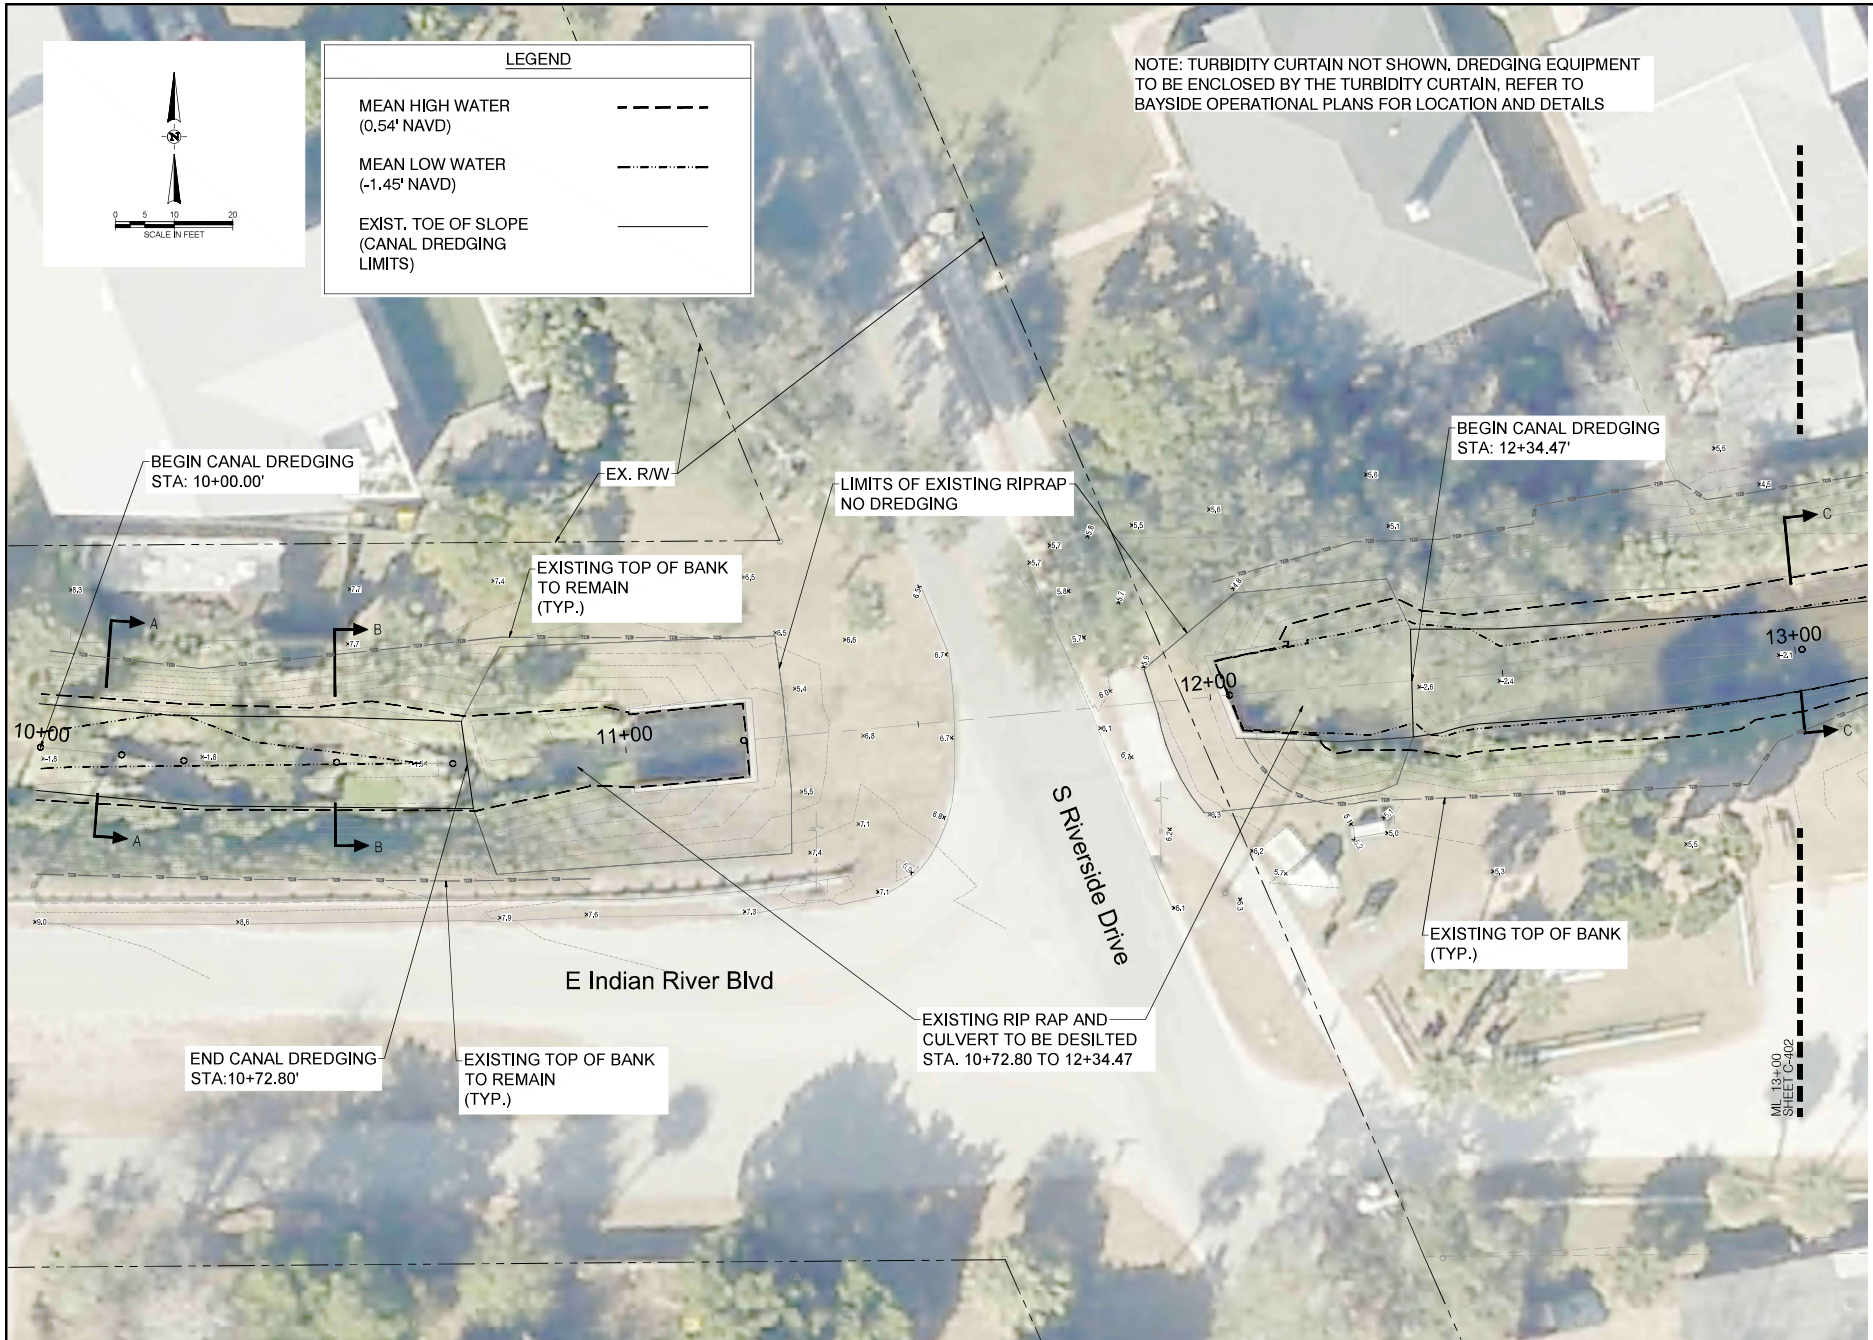 LEGEND
MEAN HIGH WATER
(0.54' NAVD)
MEAN LOW WATER
(-1.45' NAVD)
EXIST. TOE OF SLOPE
(CANAL DREDGING
LIMITS)
N
0 5 10 20
SCALE IN FEET
NOTE: TURBIDITY CURTAIN NOT SHOWN. DREDGING EQUIPMENT
TO BE ENCLOSED BY THE TURBIDITY CURTAIN, REFER TO
BAYSIDE OPERATIONAL PLANS FOR LOCATION AND DETAILS
BEGIN CANAL DREDGING
STA: 10+00.00'
EX. R/W
LIMITS OF EXISTING RIPRAP
NO DREDGING
BEGIN CANAL DREDGING
STA: 12+34.47'
EXISTING TOP OF BANK
TO REMAIN
(TYP.)
A
B
C
10+00
11+00
12+00
13+00
A
B
C
S Riverside Drive
E Indian River Blvd
EXISTING TOP OF BANK
(TYP.)
EXISTING RIP RAP AND
CULVERT TO BE DESILTED
STA. 10+72.80 TO 12+34.47
END CANAL DREDGING
STA:10+72.80'
EXISTING TOP OF BANK
TO REMAIN
(TYP.)
ML 13+00
SHEET C-402